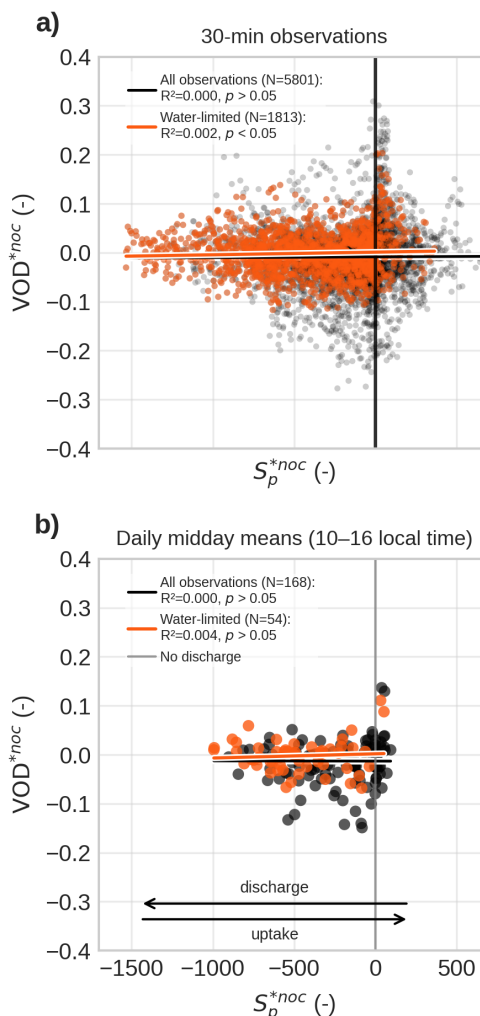 a)
30-min observations
All observations (N=5801):
R²=0.000, p > 0.05
Water-limited (N=1813):
R²=0.002, p < 0.05
0.4
0.3
0.2
0.1
0.0
−0.1
−0.2
−0.3
−0.4
VOD*noc (-)
S*noc p (-)
b)
Daily midday means (10–16 local time)
All observations (N=168):
R²=0.000, p > 0.05
Water-limited (N=54):
R²=0.004, p > 0.05
No discharge
0.4
0.3
0.2
0.1
0.0
−0.1
−0.2
−0.3
−0.4
VOD*noc (-)
discharge
uptake
−1500 −1000 −500 0 500
S*noc p (-)